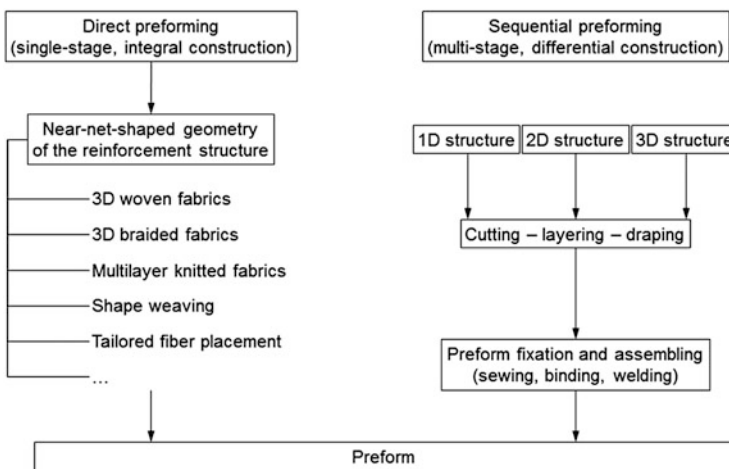 Direct preforming
(single-stage, integral construction)
Near-net-shaped geometry
of the reinforcement structure
3D woven fabrics
3D braided fabrics
Multilayer knitted fabrics
Shape weaving
Tailored fiber placement
...
Sequential preforming
(multi-stage, differential construction)
1D structure
2D structure
3D structure
Cutting – layering – draping
Preform fixation and assembling
(sewing, binding, welding)
Preform